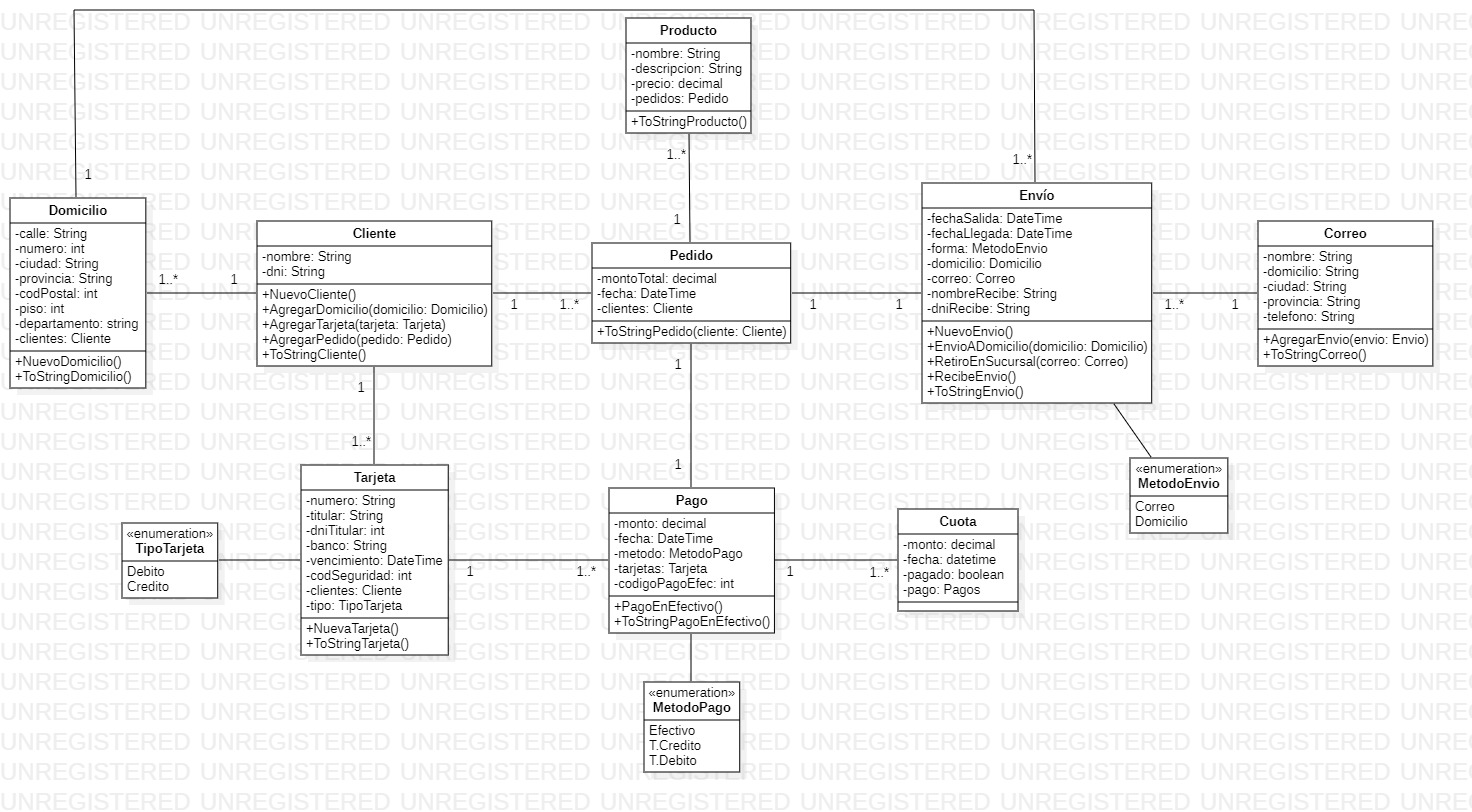 UNREGISTERED
Producto
-nombre: String
-descripcion: String
-precio: decimal
-pedidos: Pedido
+ToStringProducto()
1..*
1
1
1..*
Domicilio
-calle: String
-numero: int
-ciudad: String
-provincia: String
-codPostal: int
-piso: int
-departamento: string
-clientes: Cliente
+NuevoDomicilio()
+ToStringDomicilio()
1..*
1
Cliente
-nombre: String
-dni: String
+NuevoCliente()
+AgregarDomicilio(domicilio: Domicilio)
+AgregarTarjeta(tarjeta: Tarjeta)
+AgregarPedido(pedido: Pedido)
+ToStringCliente()
1
1..*
Pedido
-montoTotal: decimal
-fecha: DateTime
-clientes: Cliente
+ToStringPedido(cliente: Cliente)
1
1
Envío
-fechaSalida: DateTime
-fechaLlegada: DateTime
-forma: MetodoEnvio
-domicilio: Domicilio
-correo: Correo
-nombreRecibe: String
-dniRecibe: String
+NuevoEnvio()
+EnvioADomicilio(domicilio: Domicilio)
+RetiroEnSucursal(correo: Correo)
+RecibeEnvio()
+ToStringEnvio()
1..*
1
Correo
-nombre: String
-domicilio: String
-ciudad: String
-provincia: String
-telefono: String
+AgregarEnvio(envio: Envio)
+ToStringCorreo()
1
1..*
1
1
«enumeration»
TipoTarjeta
Debito
Credito
Tarjeta
-numero: String
-titular: String
-dniTitular: int
-banco: String
-vencimiento: DateTime
-codSeguridad: int
-clientes: Cliente
-tipo: TipoTarjeta
+NuevaTarjeta()
+ToStringTarjeta()
1
1..*
Pago
-monto: decimal
-fecha: DateTime
-metodo: MetodoPago
-tarjetas: Tarjeta
-codigoPagoEfec: int
+PagoEnEfectivo()
+ToStringPagoEnEfectivo()
1
1..*
Cuota
-monto: decimal
-fecha: datetime
-pagado: boolean
-pago: Pagos
«enumeration»
MetodoEnvio
Correo
Domicilio
«enumeration»
MetodoPago
Efectivo
T.Credito
T.Debito